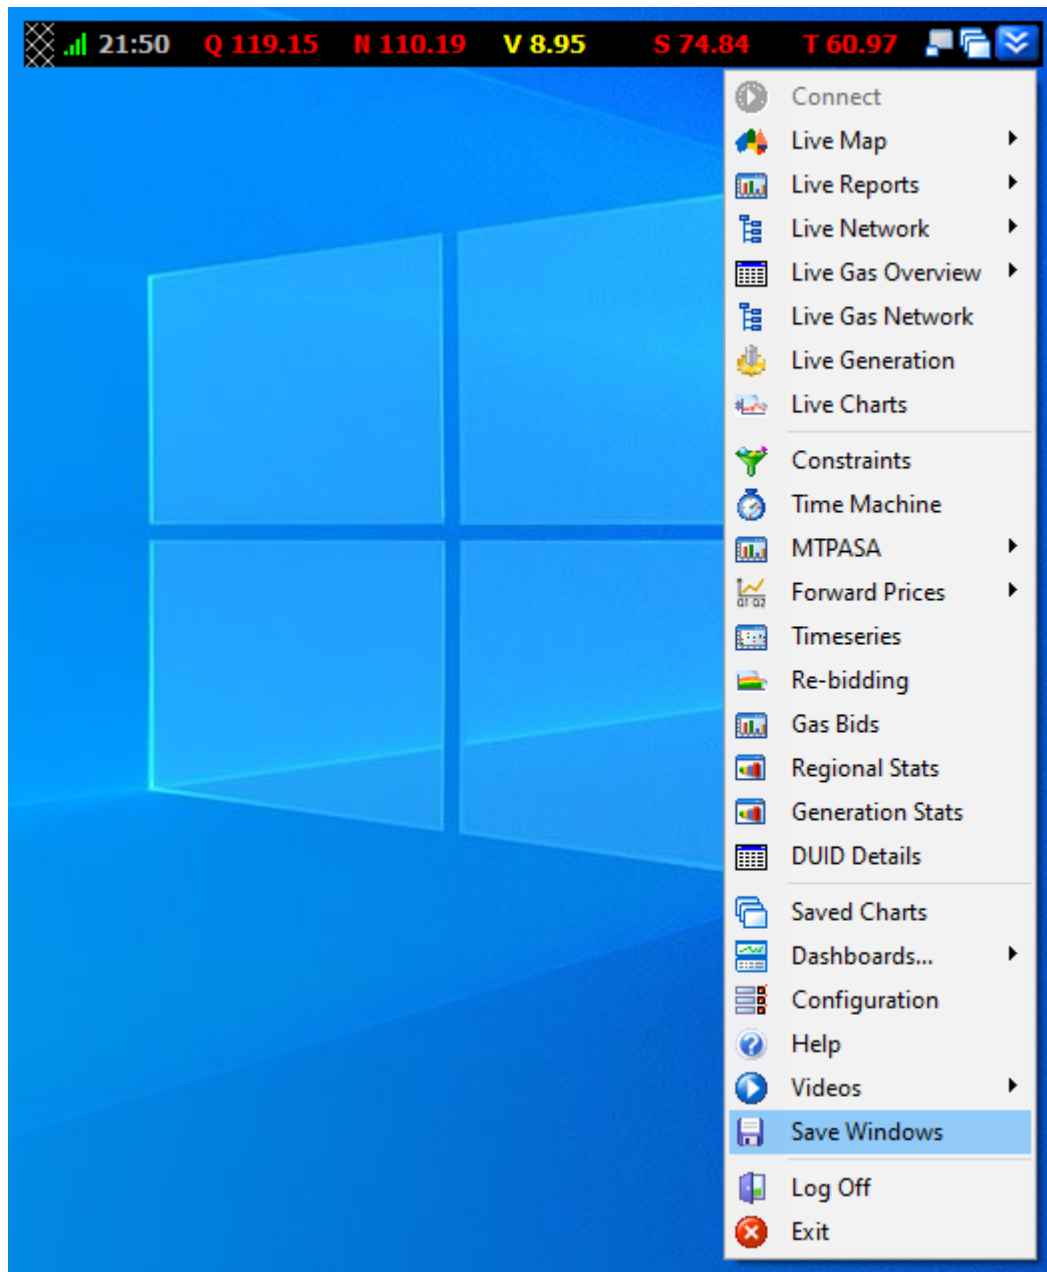 21:50 Q 119.15 N 110.19 V 8.95 S 74.84 T 60.97
Connect
Live Map
Live Reports
Live Network
Live Gas Overview
Live Gas Network
Live Generation
Live Charts
Constraints
Time Machine
MTPASA
Forward Prices
Timeseries
Re-bidding
Gas Bids
Regional Stats
Generation Stats
DUID Details
Saved Charts
Dashboards...
Configuration
Help
Videos
Save Windows
Log Off
Exit